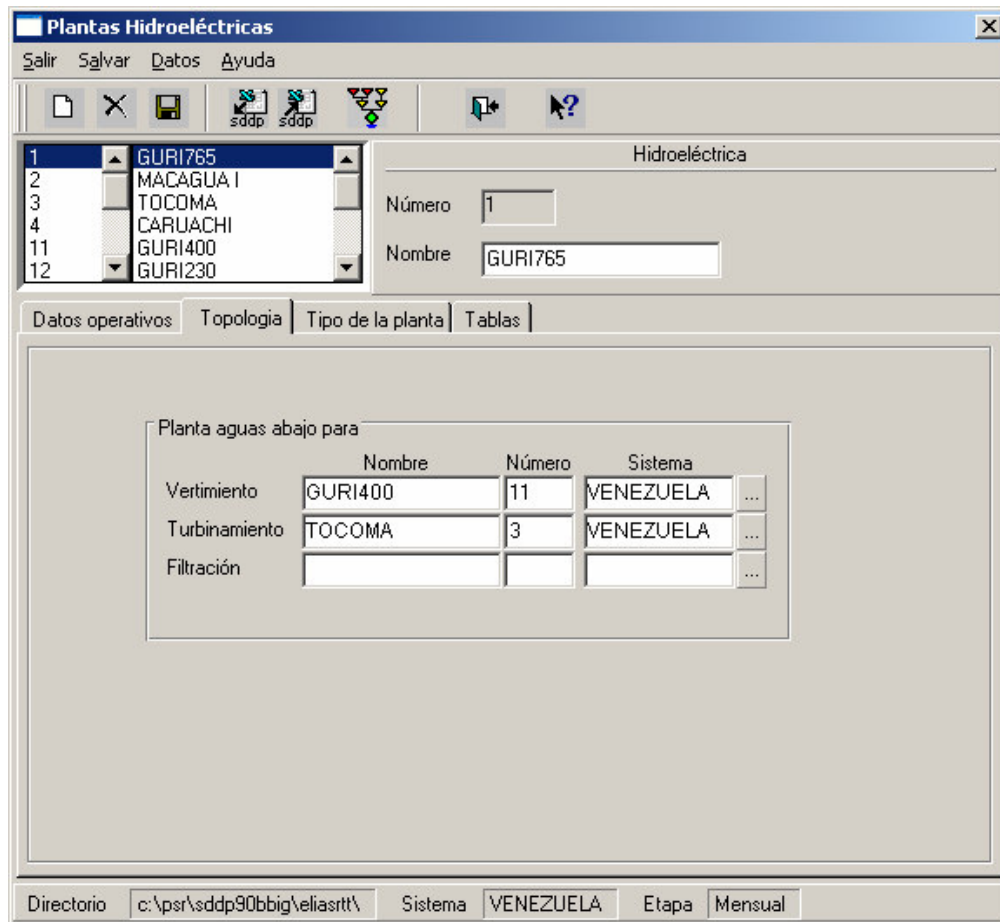 Plantas Hidroeléctricas
Salir Salvar Datos Ayuda
sddp sddp
1 GURI765
2 MACAGUA I
3 TOCOMA
4 CARUACHI
11 GURI400
12 GURI230
Hidroeléctrica
Número 1
Nombre GURI765
Datos operativos Topologia Tipo de la planta Tablas
Planta aguas abajo para
Nombre Número Sistema
Vertimiento GURI400 11 VENEZUELA ...
Turbinamiento TOCOMA 3 VENEZUELA ...
Filtración ...
Directorio c:\psr\sddp90bbig\eliasrtt\ Sistema VENEZUELA Etapa Mensual